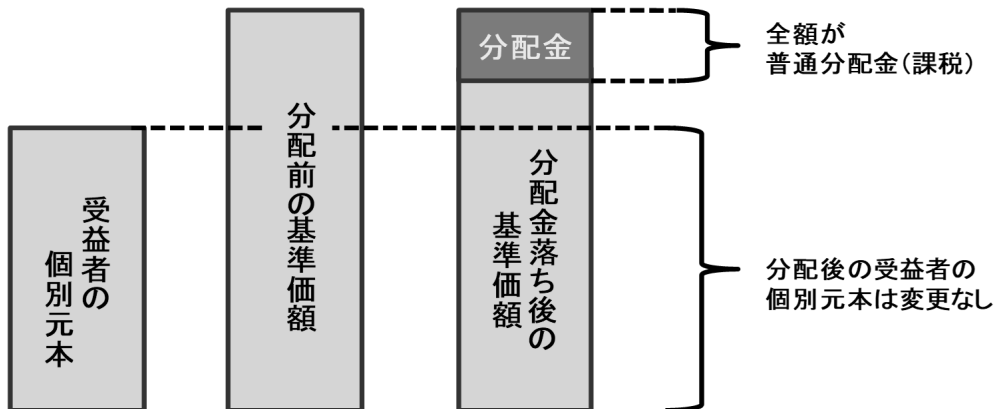 受益者の
個別元本
分配前の基準価額
分配金
分配金落ち後の
基準価額
全額が
普通分配金（課税）
分配後の受益者の
個別元本は変更なし